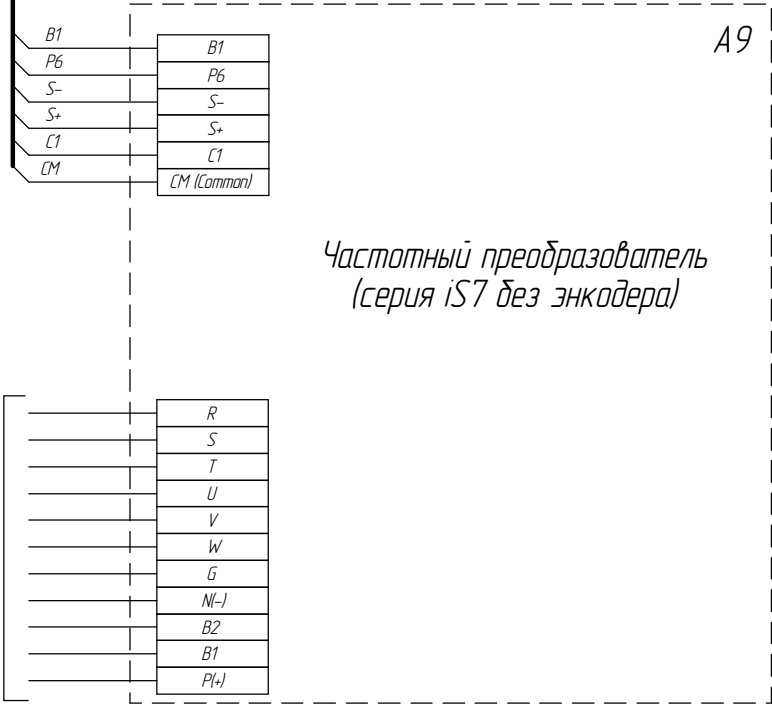 A9
B1 B1
P6 P6
S- S-
S+ S+
C1 C1
CM CM (Common)
Частотный преобразователь
(серия iS7 без энкодера)
R
S
T
U
V
W
G
N(-)
B2
B1
P(+)